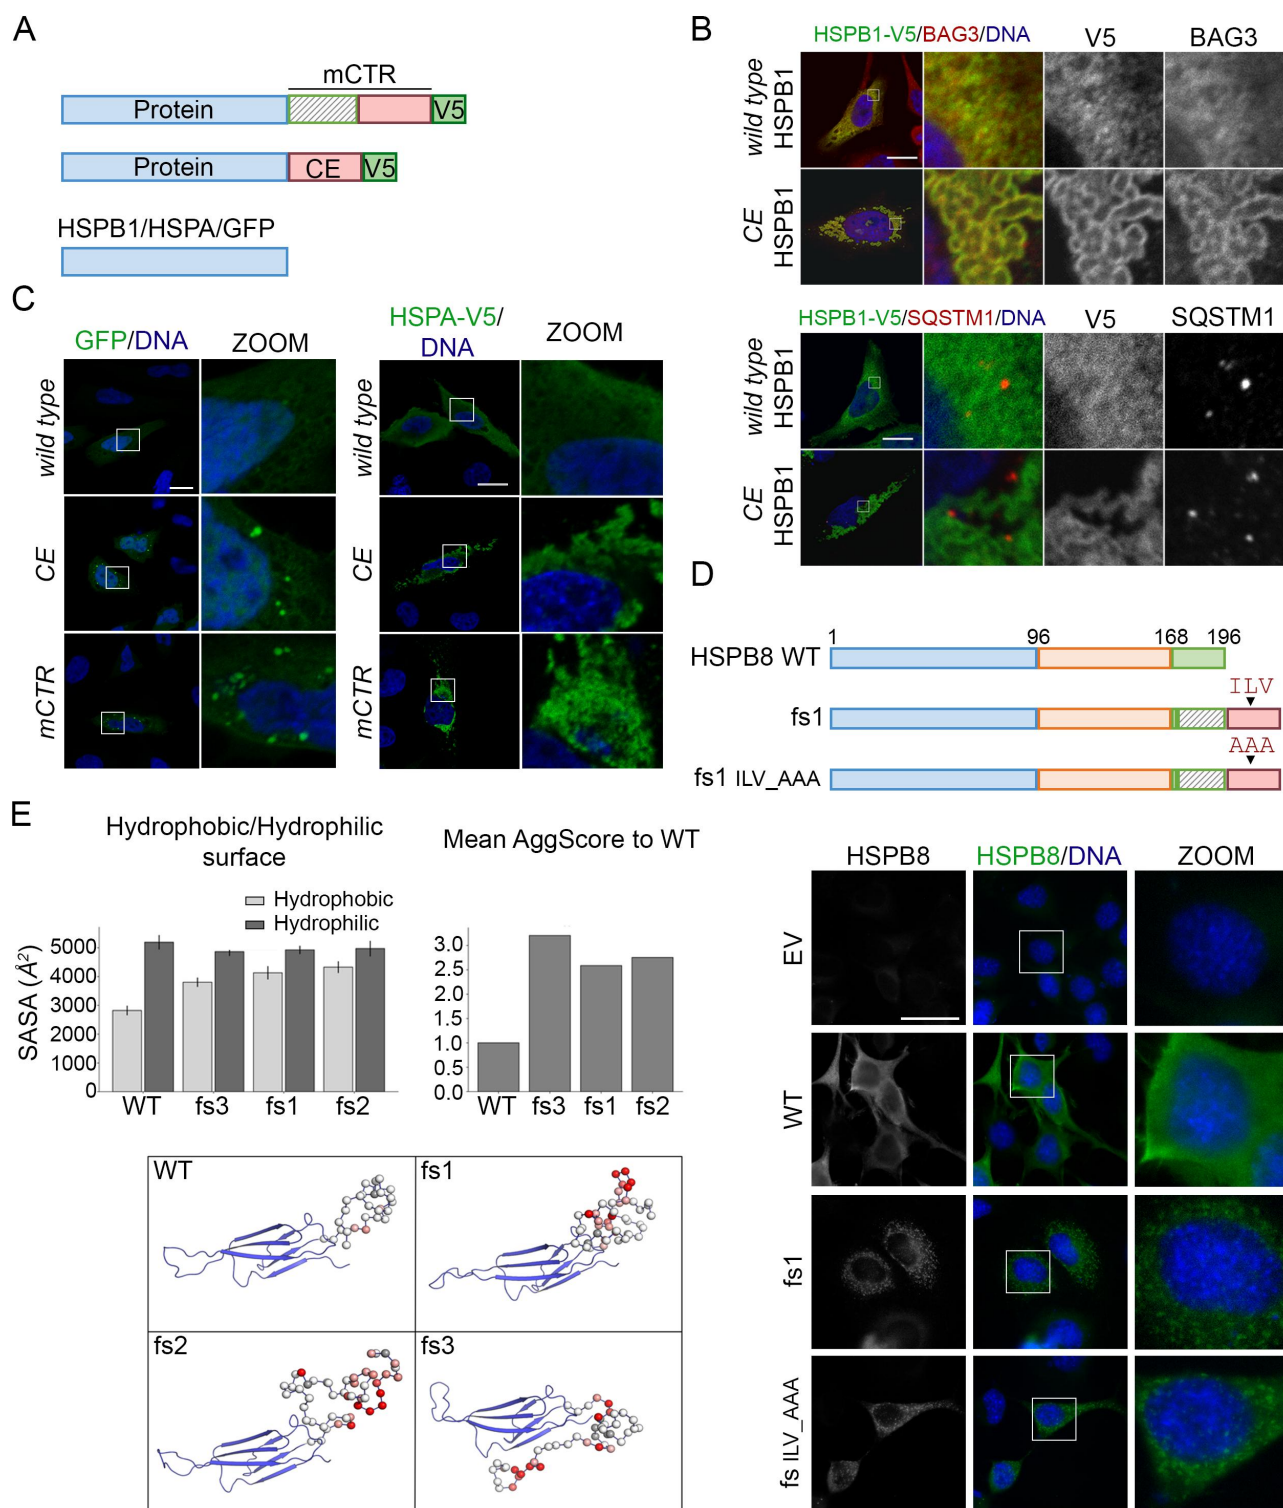 A
mCTR
Protein
V5
Protein
CE
V5
HSPB1/HSPA/GFP
B
HSPB1-V5/BAG3/DNA
V5
BAG3
wild type
HSPB1
CE
HSPB1
HSPB1-V5/SQSTM1/DNA
V5
SQSTM1
wild type
HSPB1
CE
HSPB1
C
GFP/DNA
ZOOM
HSPA-V5/
DNA
ZOOM
wild type
CE
mCTR
wild type
CE
mCTR
D
1
96
168
196
HSPB8 WT
ILV
fs1
AAA
fs1 ILV_AAA
HSPB8
HSPB8/DNA
ZOOM
EV
WT
fs1
fs ILV_AAA
E
Hydrophobic/Hydrophilic
surface
Hydrophobic
Hydrophilic
SASA (Å²)
5000
4000
3000
2000
1000
0
WT
fs3
fs1
fs2
Mean AggScore to WT
3.0
2.5
2.0
1.5
1.0
0.5
0.0
WT
fs3
fs1
fs2
WT
fs1
fs2
fs3